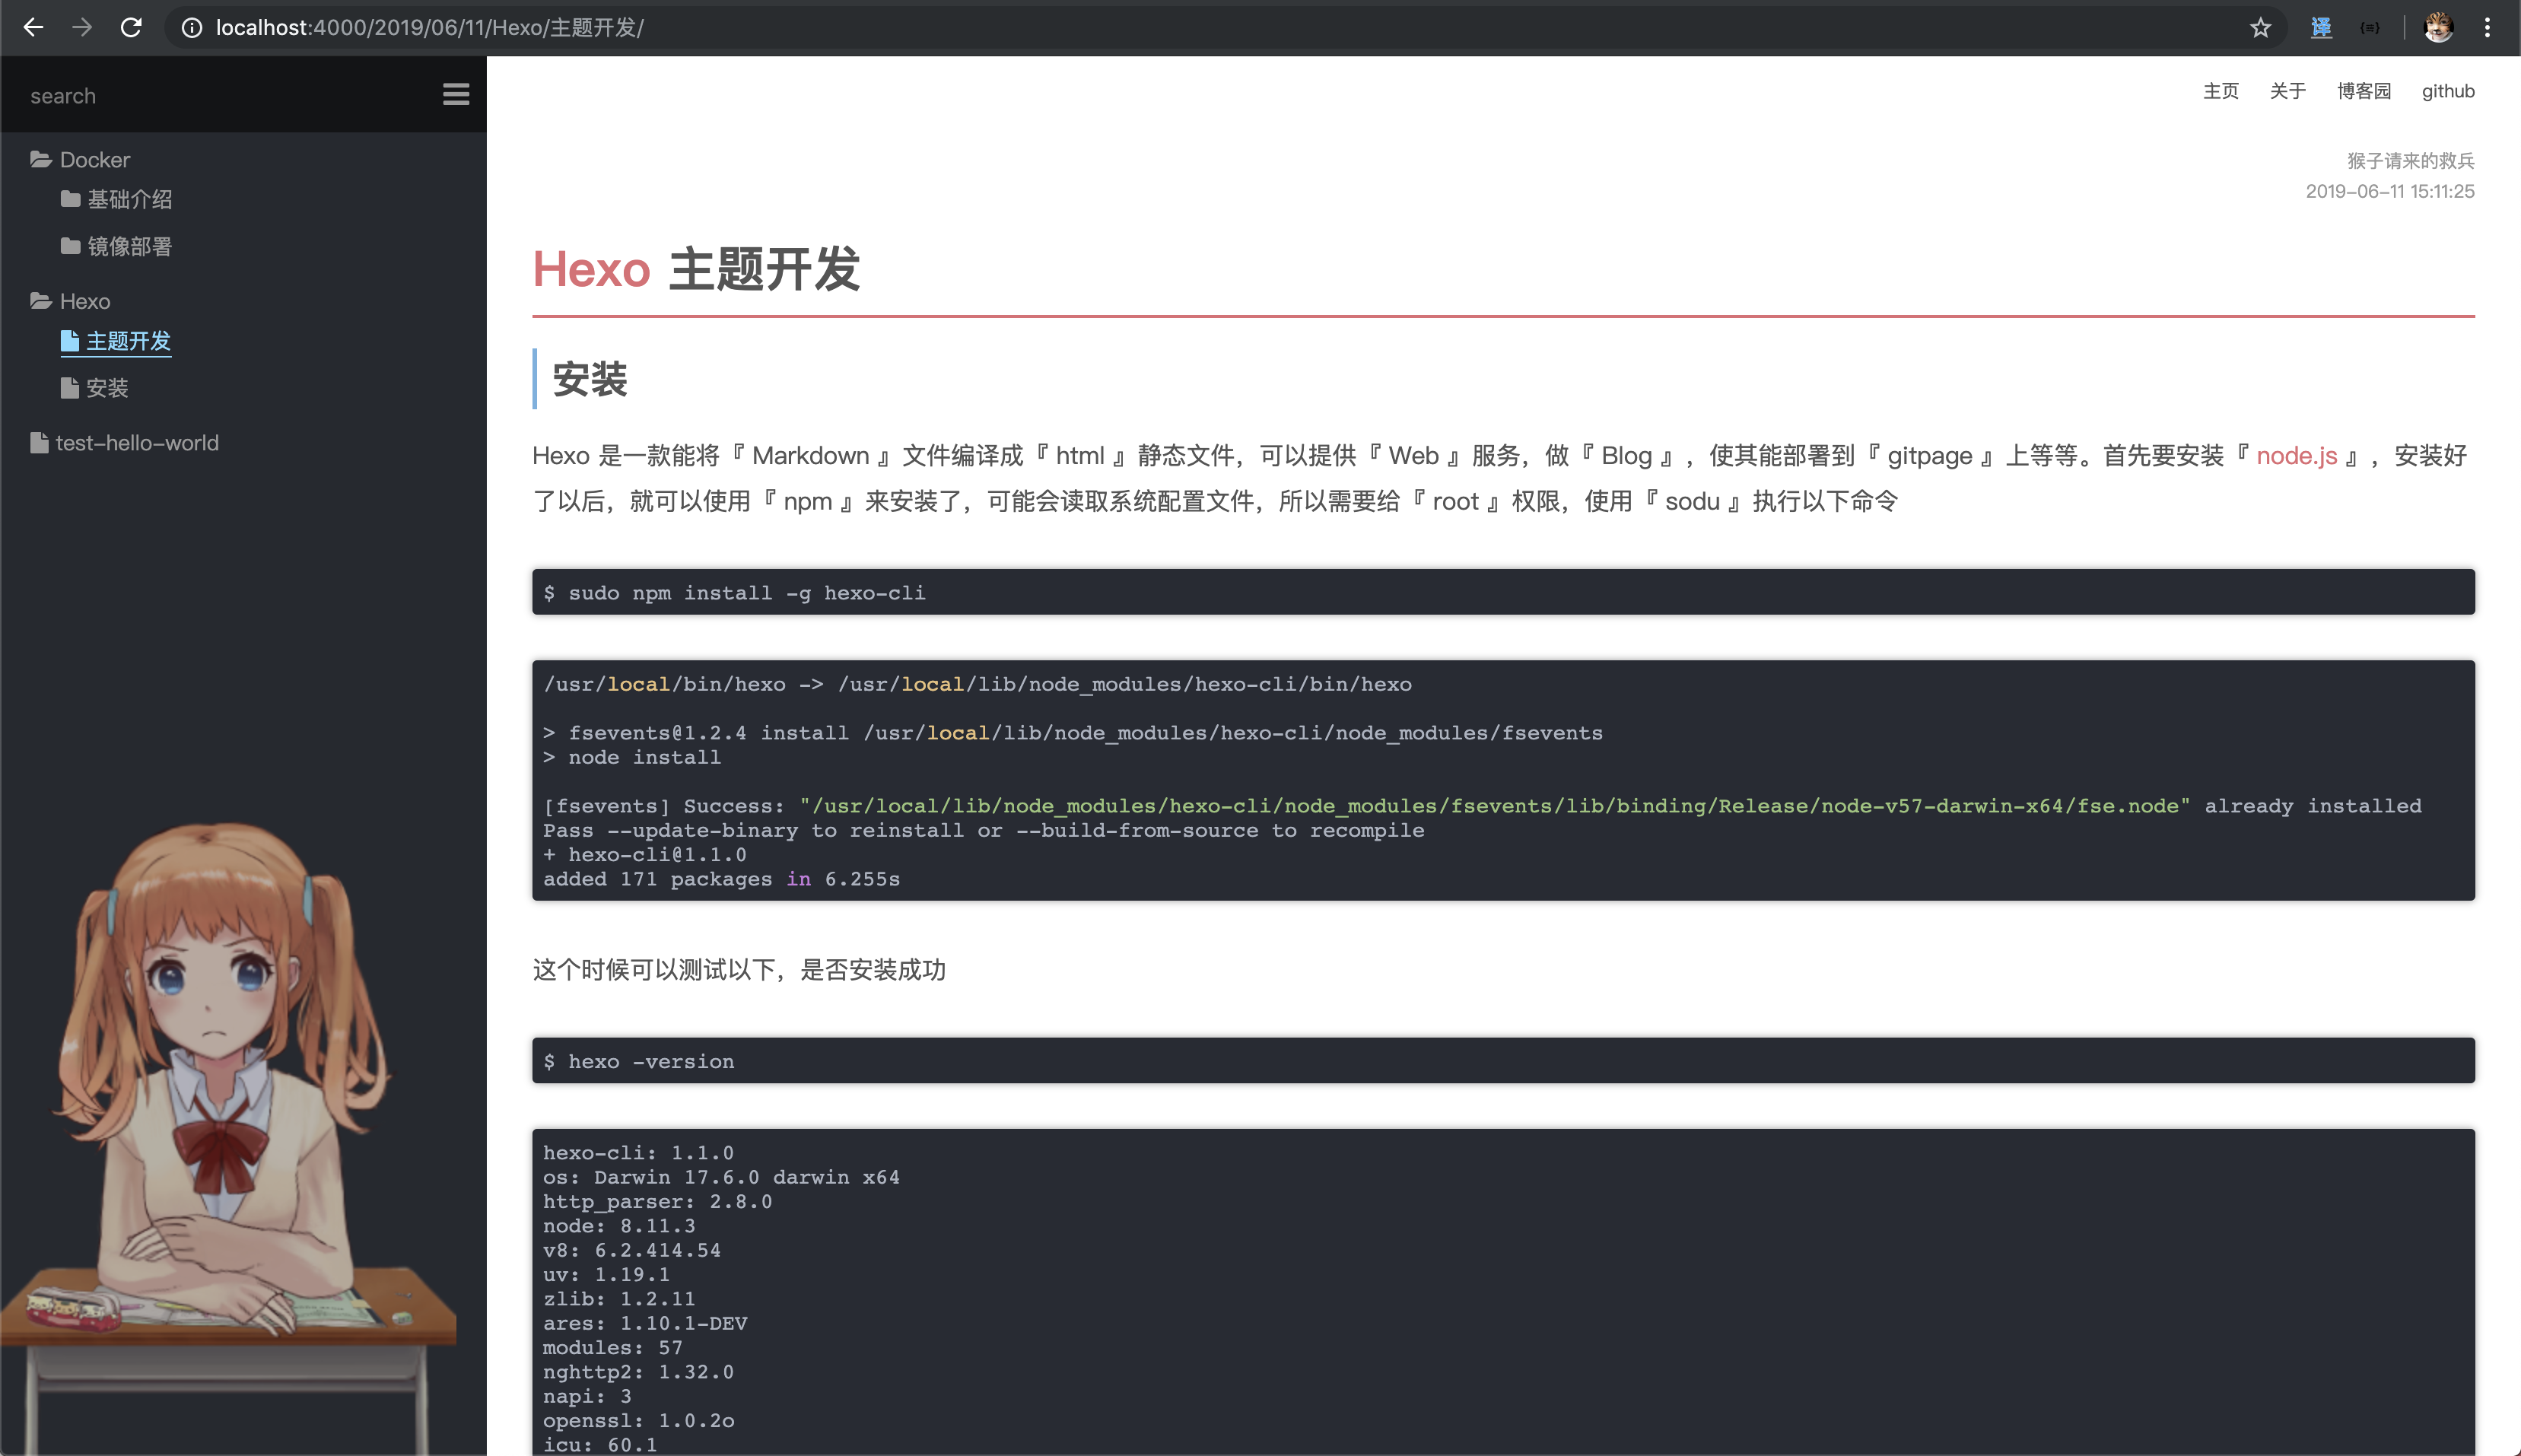 localhost:4000/2019/06/11/Hexo/主题开发/
译
search
Docker
基础介绍
镜像部署
Hexo
主题开发
安装
test-hello-world
主页 关于 博客园 github
猴子请来的救兵
2019-06-11 15:11:25
Hexo 主题开发
安装
Hexo 是一款能将『 Markdown 』文件编译成『 html 』静态文件，可以提供『 Web 』服务，做『 Blog 』，使其能部署到『 gitpage 』上等等。首先要安装『 node.js 』，安装好
了以后，就可以使用『 npm 』来安装了，可能会读取系统配置文件，所以需要给『 root 』权限，使用『 sodu 』执行以下命令
$ sudo npm install -g hexo-cli
/usr/local/bin/hexo -> /usr/local/lib/node_modules/hexo-cli/bin/hexo
> fsevents@1.2.4 install /usr/local/lib/node_modules/hexo-cli/node_modules/fsevents
> node install
[fsevents] Success: "/usr/local/lib/node_modules/hexo-cli/node_modules/fsevents/lib/binding/Release/node-v57-darwin-x64/fse.node" already installed
Pass --update-binary to reinstall or --build-from-source to recompile
+ hexo-cli@1.1.0
added 171 packages in 6.255s
这个时候可以测试以下，是否安装成功
$ hexo -version
hexo-cli: 1.1.0
os: Darwin 17.6.0 darwin x64
http_parser: 2.8.0
node: 8.11.3
v8: 6.2.414.54
uv: 1.19.1
zlib: 1.2.11
ares: 1.10.1-DEV
modules: 57
nghttp2: 1.32.0
napi: 3
openssl: 1.0.2o
icu: 60.1